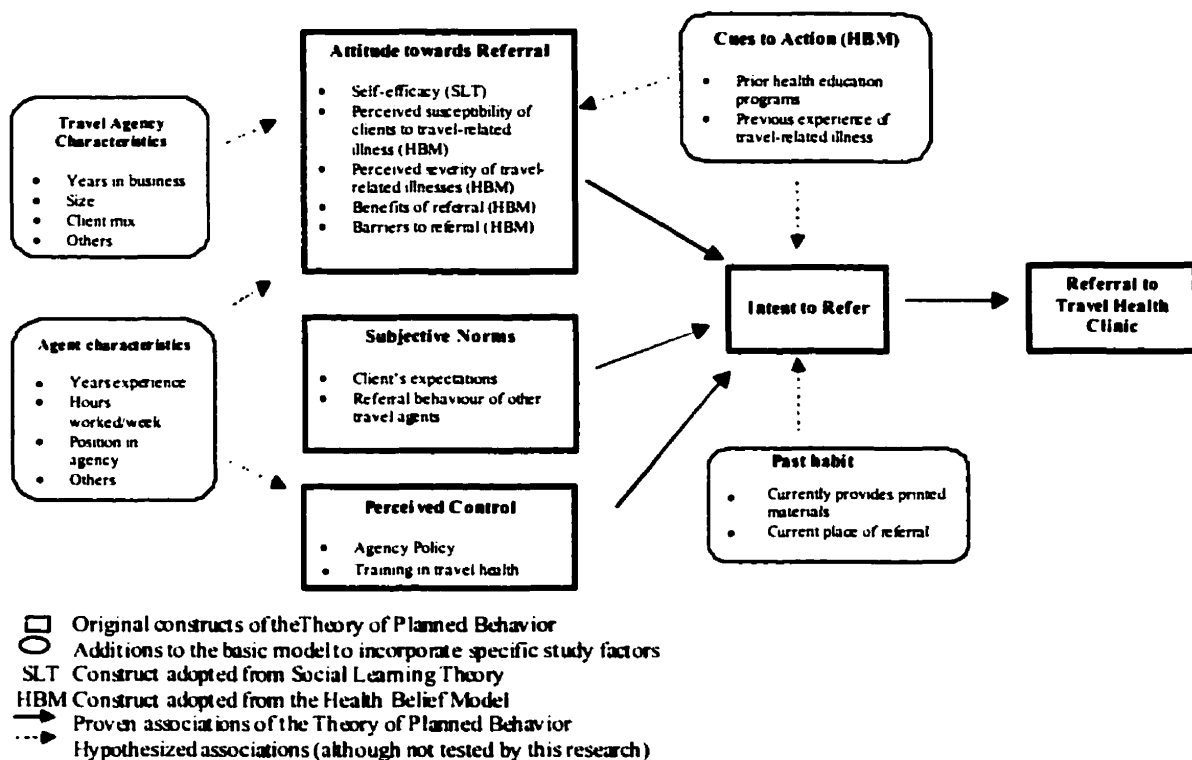 Travel Agency
Characteristics
• Years in business
• Size
• Client mix
• Others
Agent characteristics
• Years experience
• Hours
worked/week
• Position in
agency
• Others
Attitude towards Referral
• Self-efficacy (SLT)
• Perceived susceptibility of
clients to travel-related
illness (HBM)
• Perceived severity of travel-
related illnesses (HBM)
• Benefits of referral (HBM)
• Barriers to referral (HBM)
Subjective Norms
• Client's expectations
• Referral behaviour of other
travel agents
Perceived Control
• Agency Policy
• Training in travel health
Cues to Action (HBM)
• Prior health education
programs
• Previous experience of
travel-related illness
Intent to Refer
Past habit
• Currently provides printed
materials
• Current place of referral
Referral to
Travel Health
Clinic
Original constructs of theTheory of Planned Behavior
Additions to the basic model to incorporate specific study factors
SLT Construct adopted from Social Learning Theory
HBM Construct adopted from the Health Belief Model
Proven associations of the Theory of Planned Behavior
Hypothesized associations (although not tested by this research)